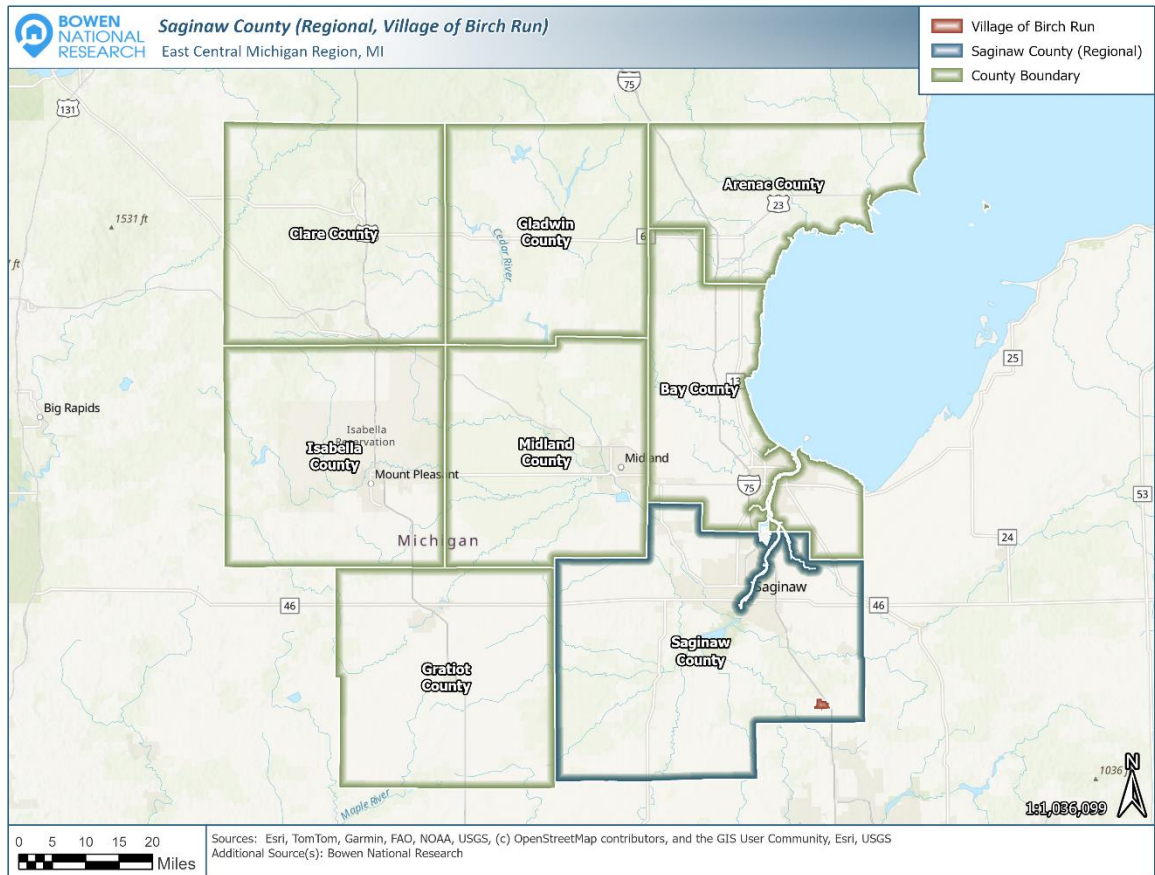 BOWEN
NATIONAL
RESEARCH
Saginaw County (Regional, Village of Birch Run)
East Central Michigan Region, MI
Village of Birch Run
Saginaw County (Regional)
County Boundary
131
75
1531 ft
Clare County
Gladwin
County
Cedar River
Arenac County
23
6
Big Rapids
Isabella
Reservation
Isabella
County
Mount Pleasant
Midland
County
Midland
Bay County
13
75
25
24
53
Michigan
46
Saginaw
46
Saginaw
County
Gratiot
County
Maple River
1036
N
1:1,036,099
0 5 10 15 20
Miles
Sources: Esri, TomTom, Garmin, FAO, NOAA, USGS, (c) OpenStreetMap contributors, and the GIS User Community, Esri, USGS
Additional Source(s): Bowen National Research